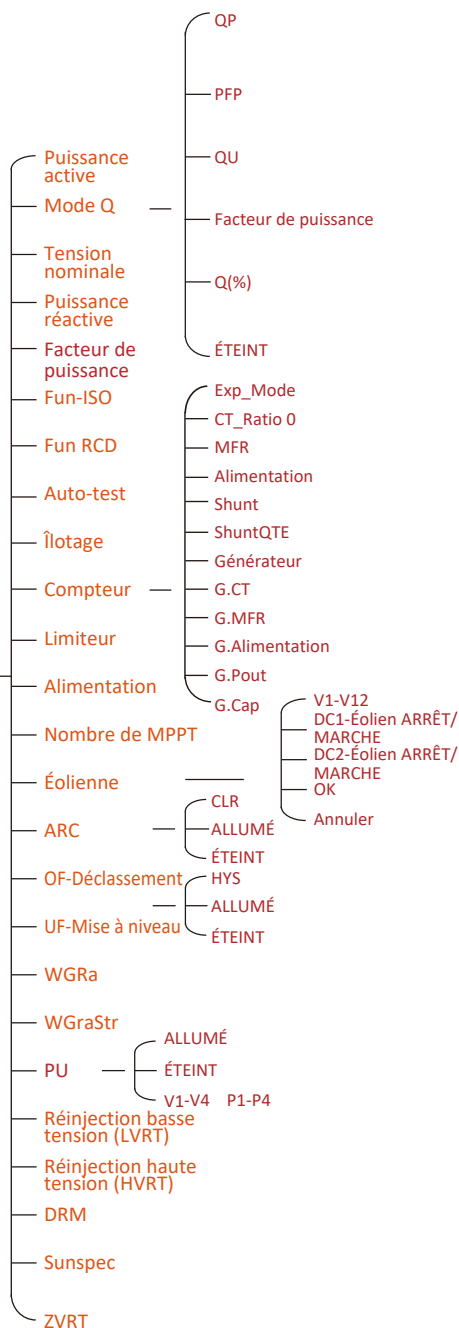 QP
PFP
QU
Facteur de puissance
Q(%)
ÉTEINT
Puissance
active
Mode Q
Tension
nominale
Puissance
réactive
Facteur de
puissance
Fun-ISO
Fun RCD
Auto-test
Îlotage
Compteur
Limiteur
Alimentation
Nombre de MPPT
Éolienne
ARC
OF-Déclassement
UF-Mise à niveau
WGRa
WGraStr
PU
Réinjection basse
tension (LVRT)
Réinjection haute
tension (HVRT)
DRM
Sunspec
ZVRT
Exp_Mode
CT_Ratio 0
MFR
Alimentation
Shunt
ShuntQTE
Générateur
G.CT
G.MFR
G.Alimentation
G.Pout
G.Cap
V1-V12
DC1-Éolien ARRÊT/
MARCHE
DC2-Éolien ARRÊT/
MARCHE
OK
Annuler
CLR
ALLUMÉ
ÉTEINT
HYS
ALLUMÉ
ÉTEINT
ALLUMÉ
ÉTEINT
V1-V4 P1-P4